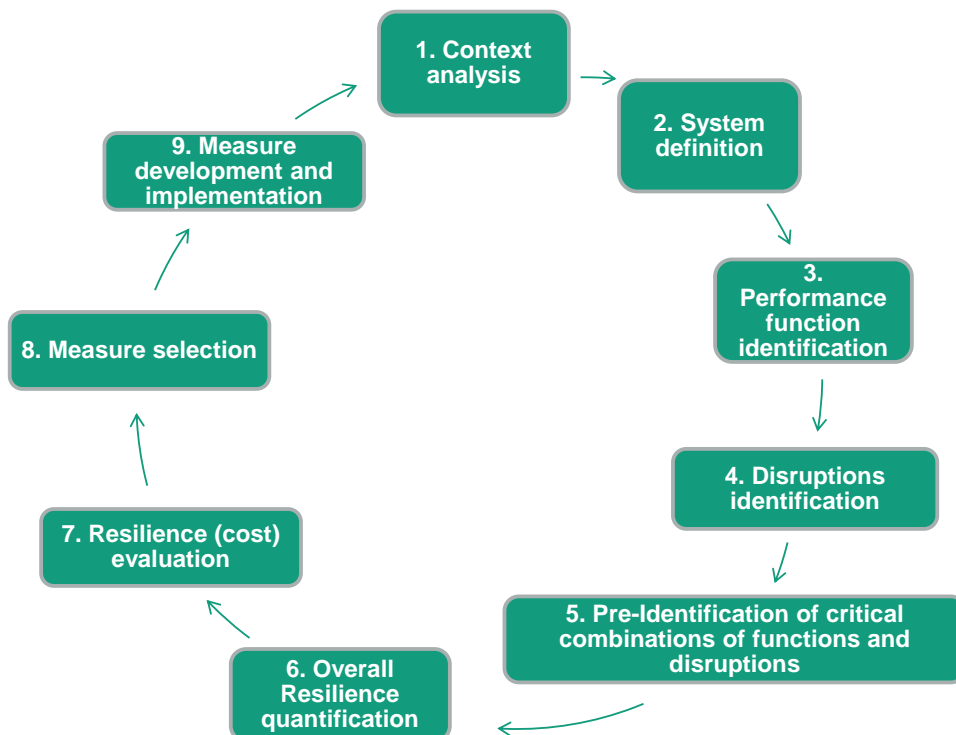 1. Context
analysis
2. System
definition
3.
Performance
function
identification
4. Disruptions
identification
5. Pre-Identification of critical
combinations of functions and
disruptions
6. Overall
Resilience
quantification
7. Resilience (cost)
evaluation
8. Measure selection
9. Measure
development and
implementation